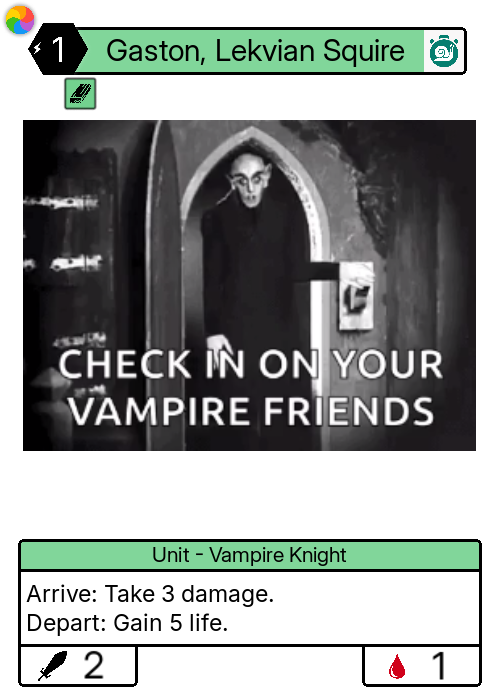 1 Gaston, Lekvian Squire
CHECK IN ON YOUR
VAMPIRE FRIENDS
Unit - Vampire Knight
Arrive: Take 3 damage.
Depart: Gain 5 life.
2 1